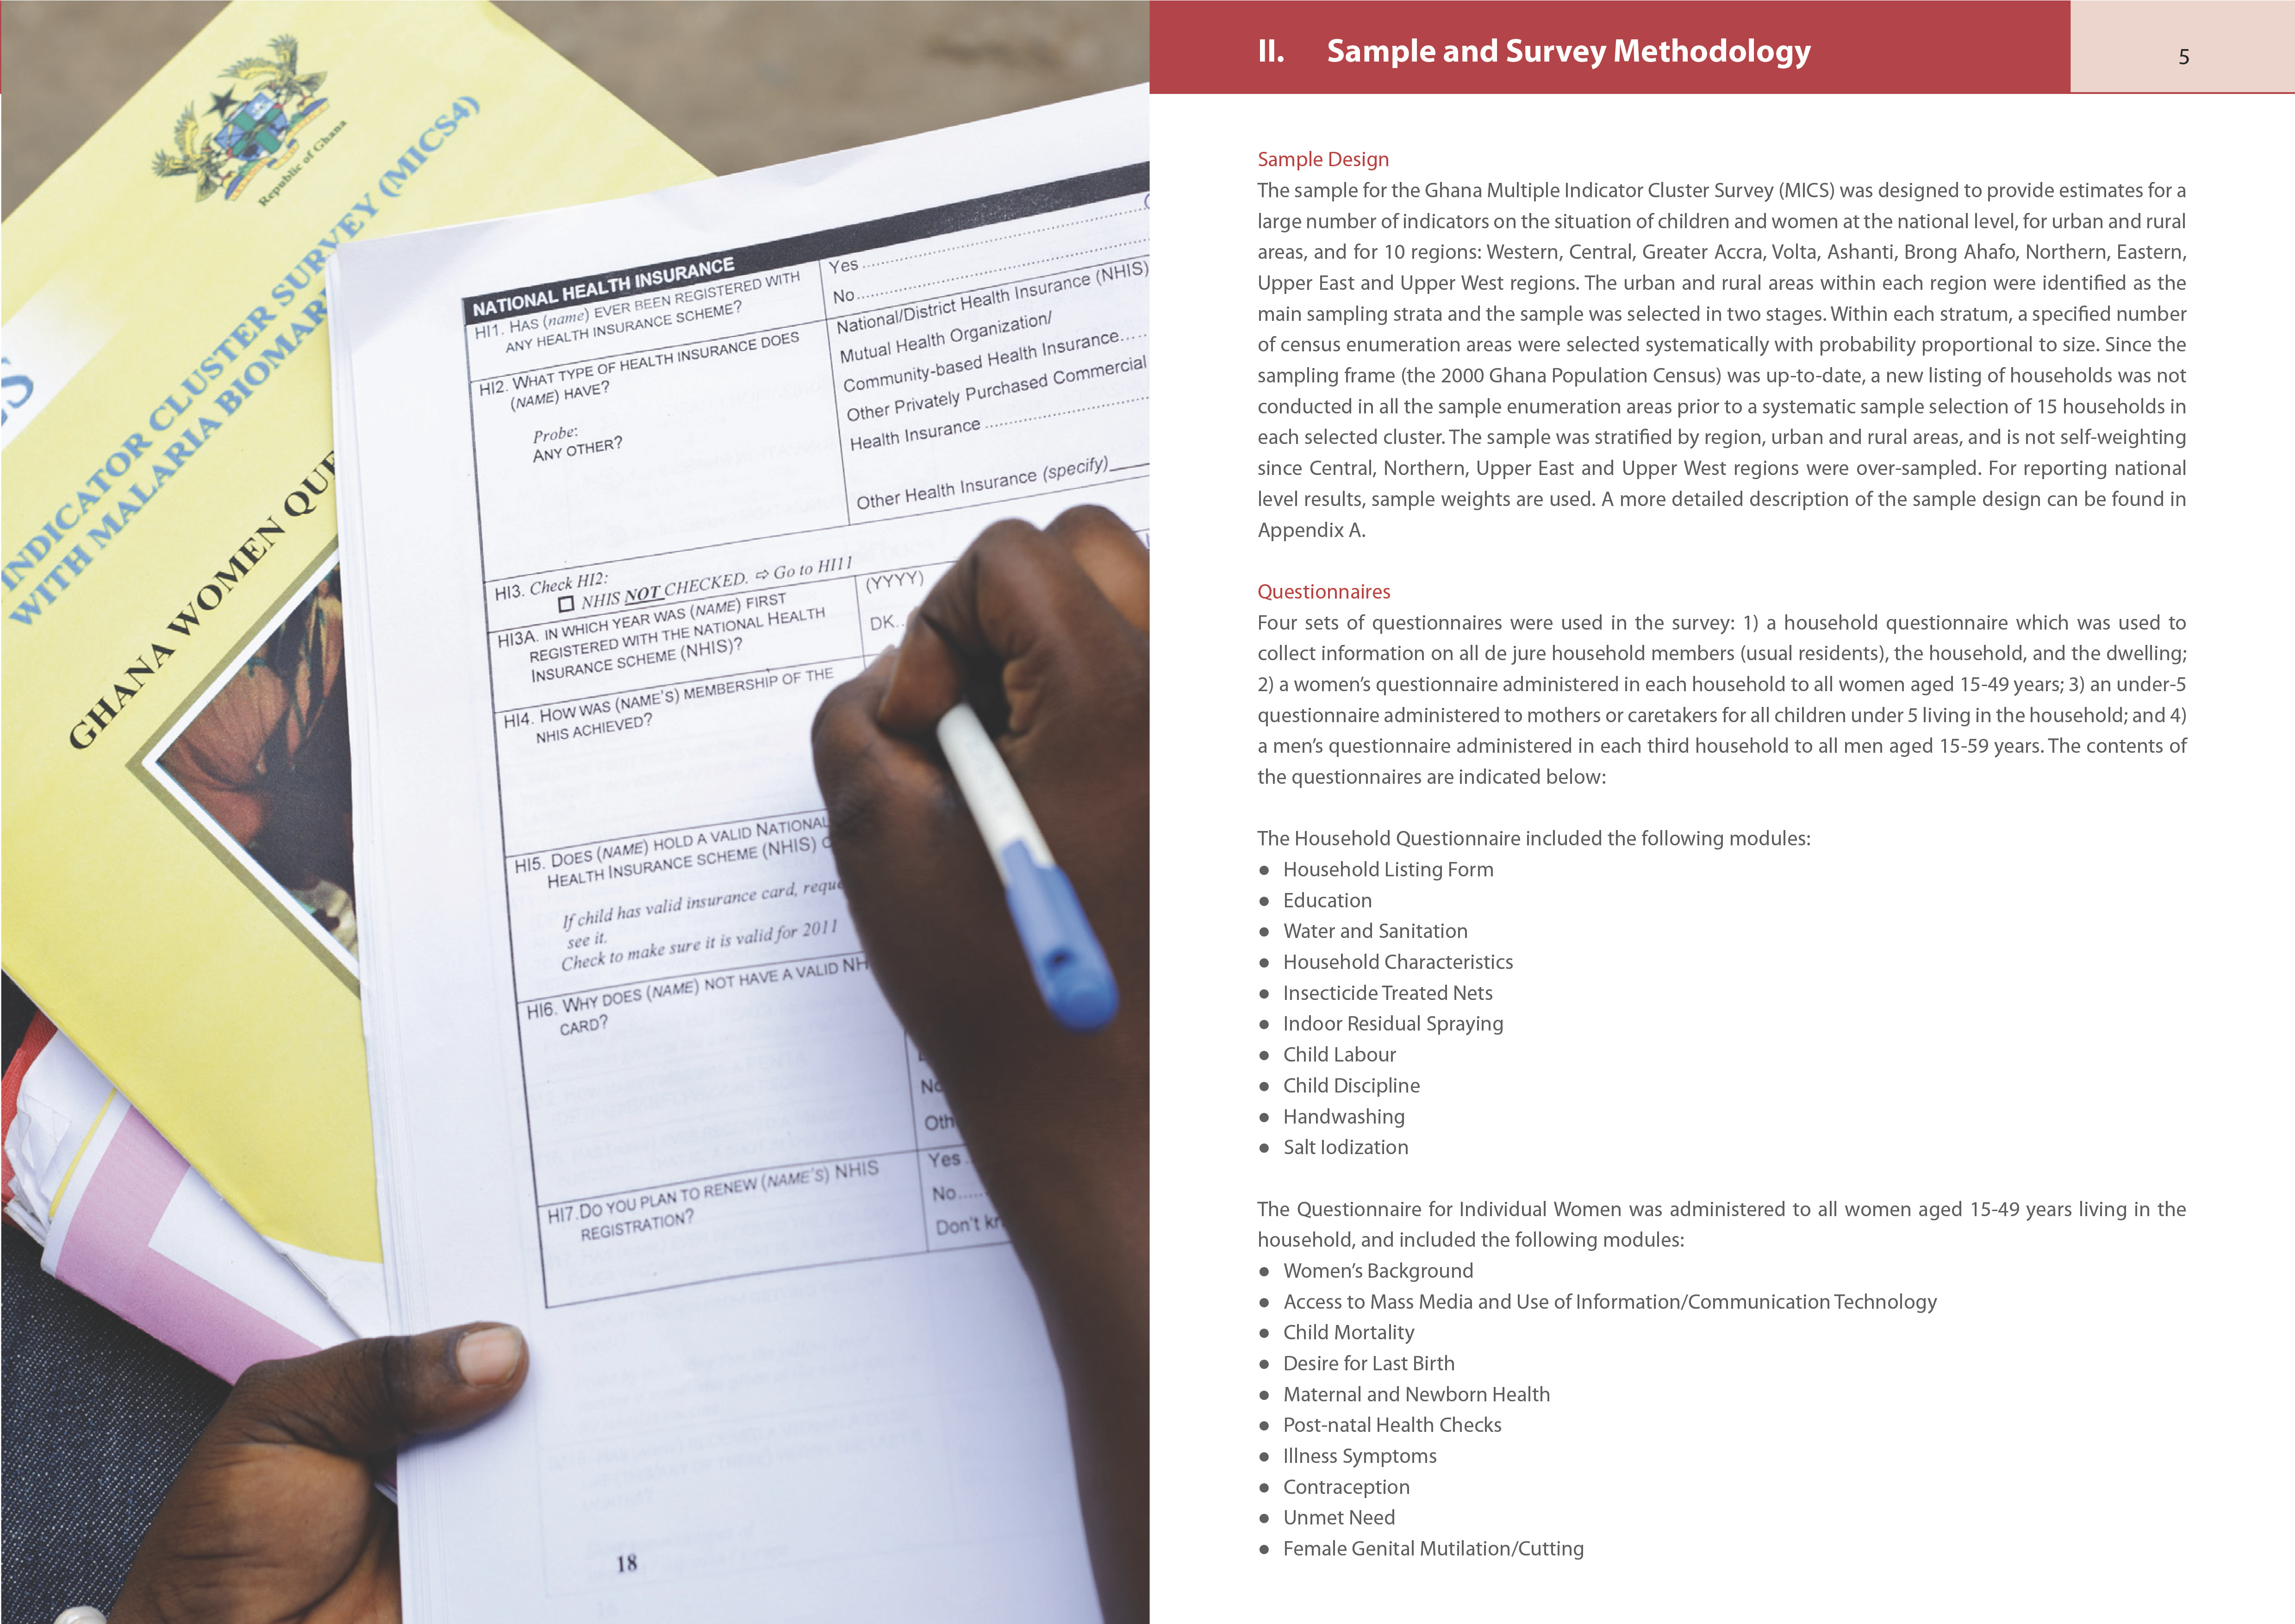 Republic of Ghana
INDICATOR CLUSTER SURVEY (MICS4)
WITH MALARIA
GHANA WOMEN
NATIONAL HEALTH INSURANCE
HI1. HAS (name) EVER BEEN REGISTERED WITH
ANY HEALTH INSURANCE SCHEME?
Yes
No
HI2. WHAT TYPE OF HEALTH INSURANCE DOES
(NAME) HAVE?
Probe:
ANY OTHER?
National/District Health Insurance (NHIS)
Mutual Health Organization/
Community-based Health Insurance
Other Privately Purchased Commercial
Health Insurance
Other Health Insurance (specify)
HI3. Check HI2:
☐ NHIS NOT CHECKED. ⇨ Go to HI11
HI3A. IN WHICH YEAR WAS (NAME) FIRST
REGISTERED WITH THE NATIONAL HEALTH
INSURANCE SCHEME (NHIS)?
(YYYY)
DK
HI4. HOW WAS (NAME'S) MEMBERSHIP OF THE
NHIS ACHIEVED?
HI5. DOES (NAME) HOLD A VALID NATIONAL
HEALTH INSURANCE SCHEME (NHIS)
If child has valid insurance card,
see it.
Check to make sure it is valid for 2011
HI6. WHY DOES (NAME) NOT HAVE A VALID
CARD?
HI7. DO YOU PLAN TO RENEW (NAME'S) NHIS
REGISTRATION?
Yes
No
Don't
18
II. Sample and Survey Methodology
5
Sample Design
The sample for the Ghana Multiple Indicator Cluster Survey (MICS) was designed to provide estimates for a
large number of indicators on the situation of children and women at the national level, for urban and rural
areas, and for 10 regions: Western, Central, Greater Accra, Volta, Ashanti, Brong Ahafo, Northern, Eastern,
Upper East and Upper West regions. The urban and rural areas within each region were identified as the
main sampling strata and the sample was selected in two stages. Within each stratum, a specified number
of census enumeration areas were selected systematically with probability proportional to size. Since the
sampling frame (the 2000 Ghana Population Census) was up-to-date, a new listing of households was not
conducted in all the sample enumeration areas prior to a systematic sample selection of 15 households in
each selected cluster. The sample was stratified by region, urban and rural areas, and is not self-weighting
since Central, Northern, Upper East and Upper West regions were over-sampled. For reporting national
level results, sample weights are used. A more detailed description of the sample design can be found in
Appendix A.
Questionnaires
Four sets of questionnaires were used in the survey: 1) a household questionnaire which was used to
collect information on all de jure household members (usual residents), the household, and the dwelling;
2) a women's questionnaire administered in each household to all women aged 15-49 years; 3) an under-5
questionnaire administered to mothers or caretakers for all children under 5 living in the household; and 4)
a men's questionnaire administered in each third household to all men aged 15-59 years. The contents of
the questionnaires are indicated below:
The Household Questionnaire included the following modules:
● Household Listing Form
● Education
● Water and Sanitation
● Household Characteristics
● Insecticide Treated Nets
● Indoor Residual Spraying
● Child Labour
● Child Discipline
● Handwashing
● Salt Iodization
The Questionnaire for Individual Women was administered to all women aged 15-49 years living in the
household, and included the following modules:
● Women's Background
● Access to Mass Media and Use of Information/Communication Technology
● Child Mortality
● Desire for Last Birth
● Maternal and Newborn Health
● Post-natal Health Checks
● Illness Symptoms
● Contraception
● Unmet Need
● Female Genital Mutilation/Cutting